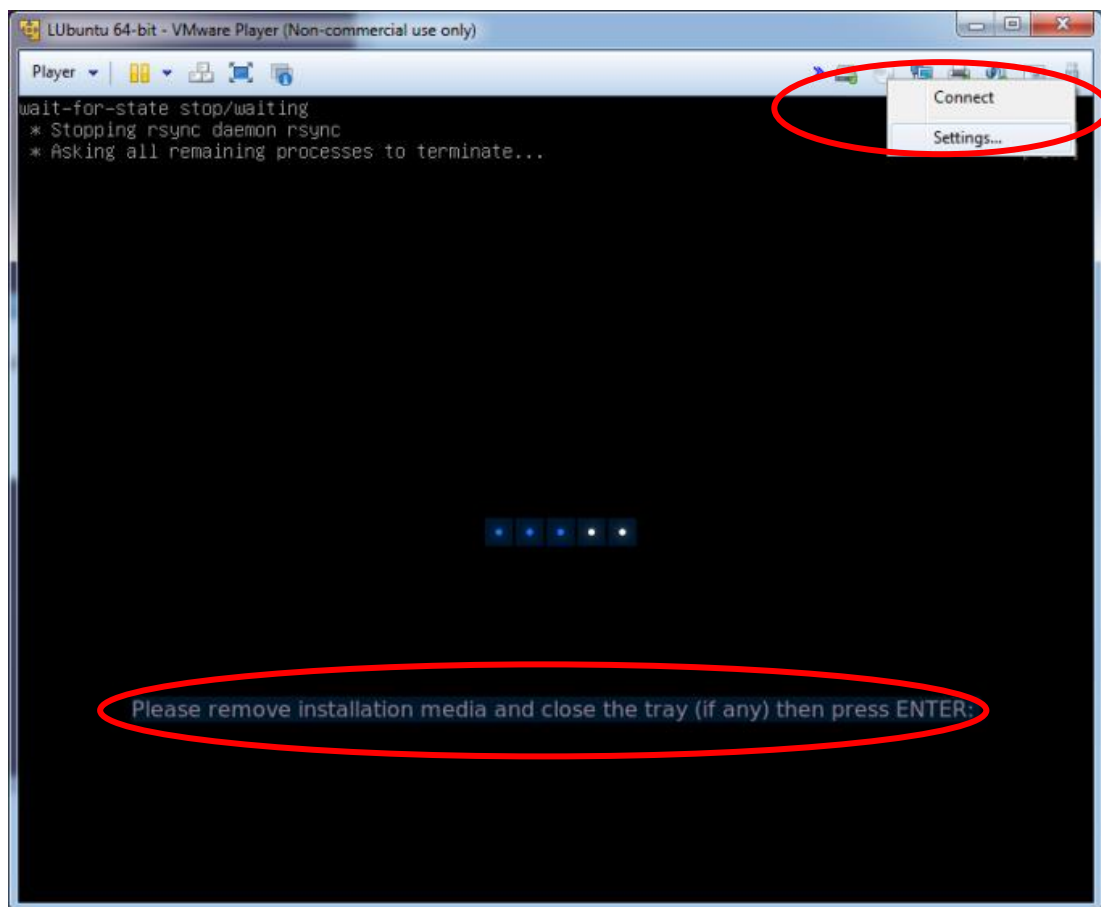 LUbuntu 64-bit - VMware Player (Non-commercial use only)
Player
Connect
Settings...
wait-for-state stop/waiting
* Stopping rsync daemon rsync
* Asking all remaining processes to terminate...
Please remove installation media and close the tray (if any) then press ENTER: